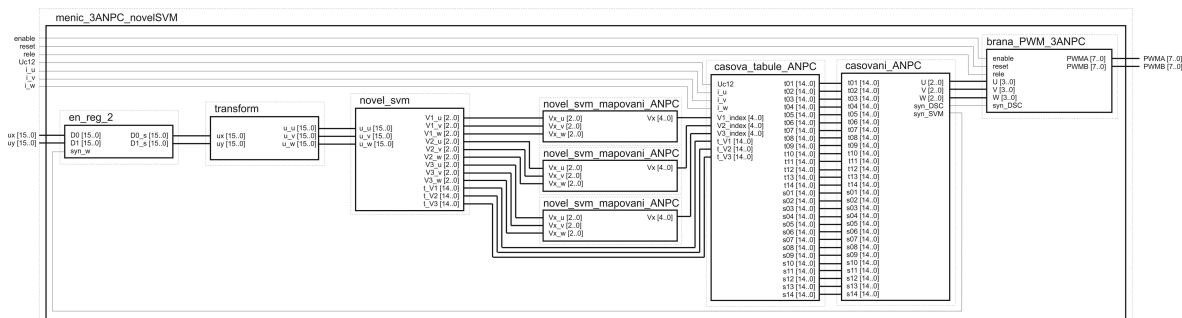 menic_3ANPC_novelSVM
enable
reset
rele
Uc12
i_u
i_v
i_w
ux [15..0]
uy [15..0]
en_reg_2
D0 [15..0]
D1 [15..0]
syn_w
D0_s [15..0]
D1_s [15..0]
transform
ux [15..0]
uy [15..0]
u_u [15..0]
u_v [15..0]
u_w [15..0]
novel_svm
u_u [15..0]
u_v [15..0]
u_w [15..0]
V1_u [2..0]
V1_v [2..0]
V1_w [2..0]
V2_u [2..0]
V2_v [2..0]
V2_w [2..0]
V3_u [2..0]
V3_v [2..0]
V3_w [2..0]
t_V1 [14..0]
t_V2 [14..0]
t_V3 [14..0]
novel_svm_mapovani_ANPC
Vx_u [2..0]
Vx_v [2..0]
Vx_w [2..0]
Vx [4..0]
novel_svm_mapovani_ANPC
Vx_u [2..0]
Vx_v [2..0]
Vx_w [2..0]
Vx [4..0]
novel_svm_mapovani_ANPC
Vx_u [2..0]
Vx_v [2..0]
Vx_w [2..0]
Vx [4..0]
casova_tabule_ANPC
Uc12
i_u
i_v
i_w
V1_index [4..0]
V2_index [4..0]
V3_index [4..0]
t_V1 [14..0]
t_V2 [14..0]
t_V3 [14..0]
t01 [14..0]
t02 [14..0]
t03 [14..0]
t04 [14..0]
t05 [14..0]
t06 [14..0]
t07 [14..0]
t08 [14..0]
t09 [14..0]
t10 [14..0]
t11 [14..0]
t12 [14..0]
t13 [14..0]
t14 [14..0]
s01 [14..0]
s02 [14..0]
s03 [14..0]
s04 [14..0]
s05 [14..0]
s06 [14..0]
s07 [14..0]
s08 [14..0]
s09 [14..0]
s10 [14..0]
s11 [14..0]
s12 [14..0]
s13 [14..0]
s14 [14..0]
casovani_ANPC
t01 [14..0]
t02 [14..0]
t03 [14..0]
t04 [14..0]
t05 [14..0]
t06 [14..0]
t07 [14..0]
t08 [14..0]
t09 [14..0]
t10 [14..0]
t11 [14..0]
t12 [14..0]
t13 [14..0]
t14 [14..0]
s01 [14..0]
s02 [14..0]
s03 [14..0]
s04 [14..0]
s05 [14..0]
s06 [14..0]
s07 [14..0]
s08 [14..0]
s09 [14..0]
s10 [14..0]
s11 [14..0]
s12 [14..0]
s13 [14..0]
s14 [14..0]
U [2..0]
V [2..0]
W [2..0]
syn_DSC
syn_SVM
brana_PWM_3ANPC
enable
reset
rele
U [3..0]
V [3..0]
W [3..0]
syn_DSC
PWMA [7..0]
PWMB [7..0]
PWMA [7..0]
PWMB [7..0]